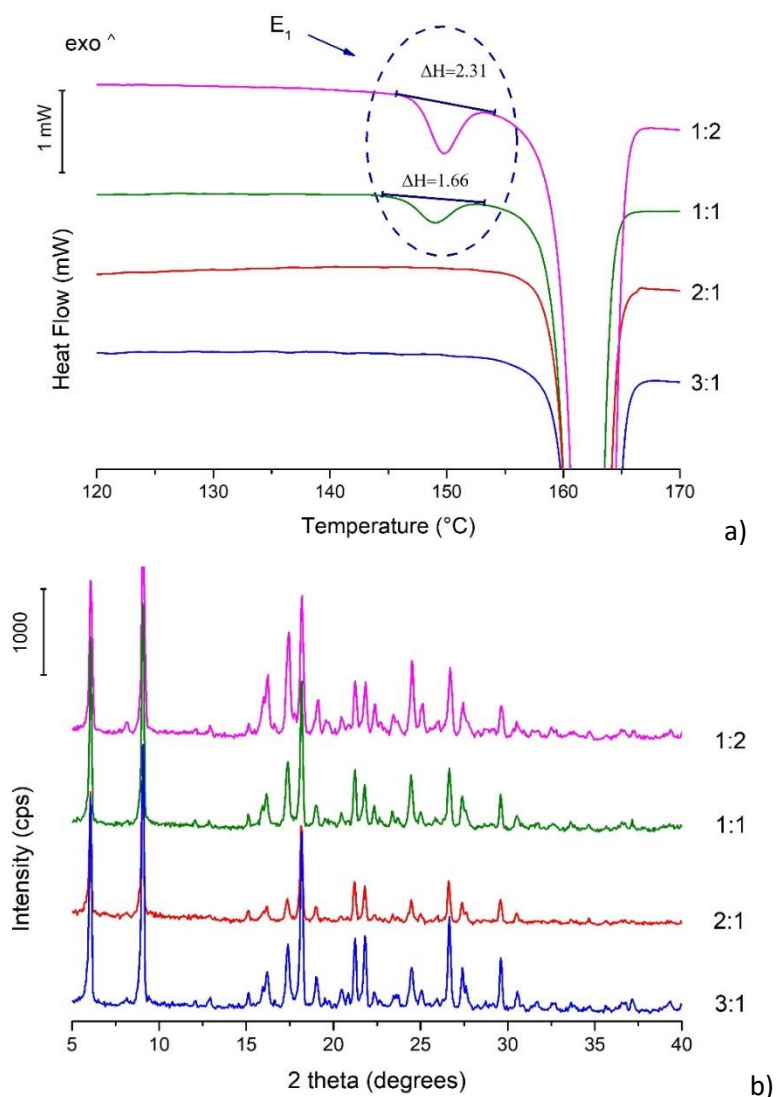 E₁
exo ^
ΔH=2.31
1 mW
1:2
ΔH=1.66
1:1
2:1
3:1
Heat Flow (mW)
120 130 140 150 160 170
Temperature (°C)
a)
1000
1:2
1:1
2:1
3:1
Intensity (cps)
5 10 15 20 25 30 35 40
2 theta (degrees)
b)